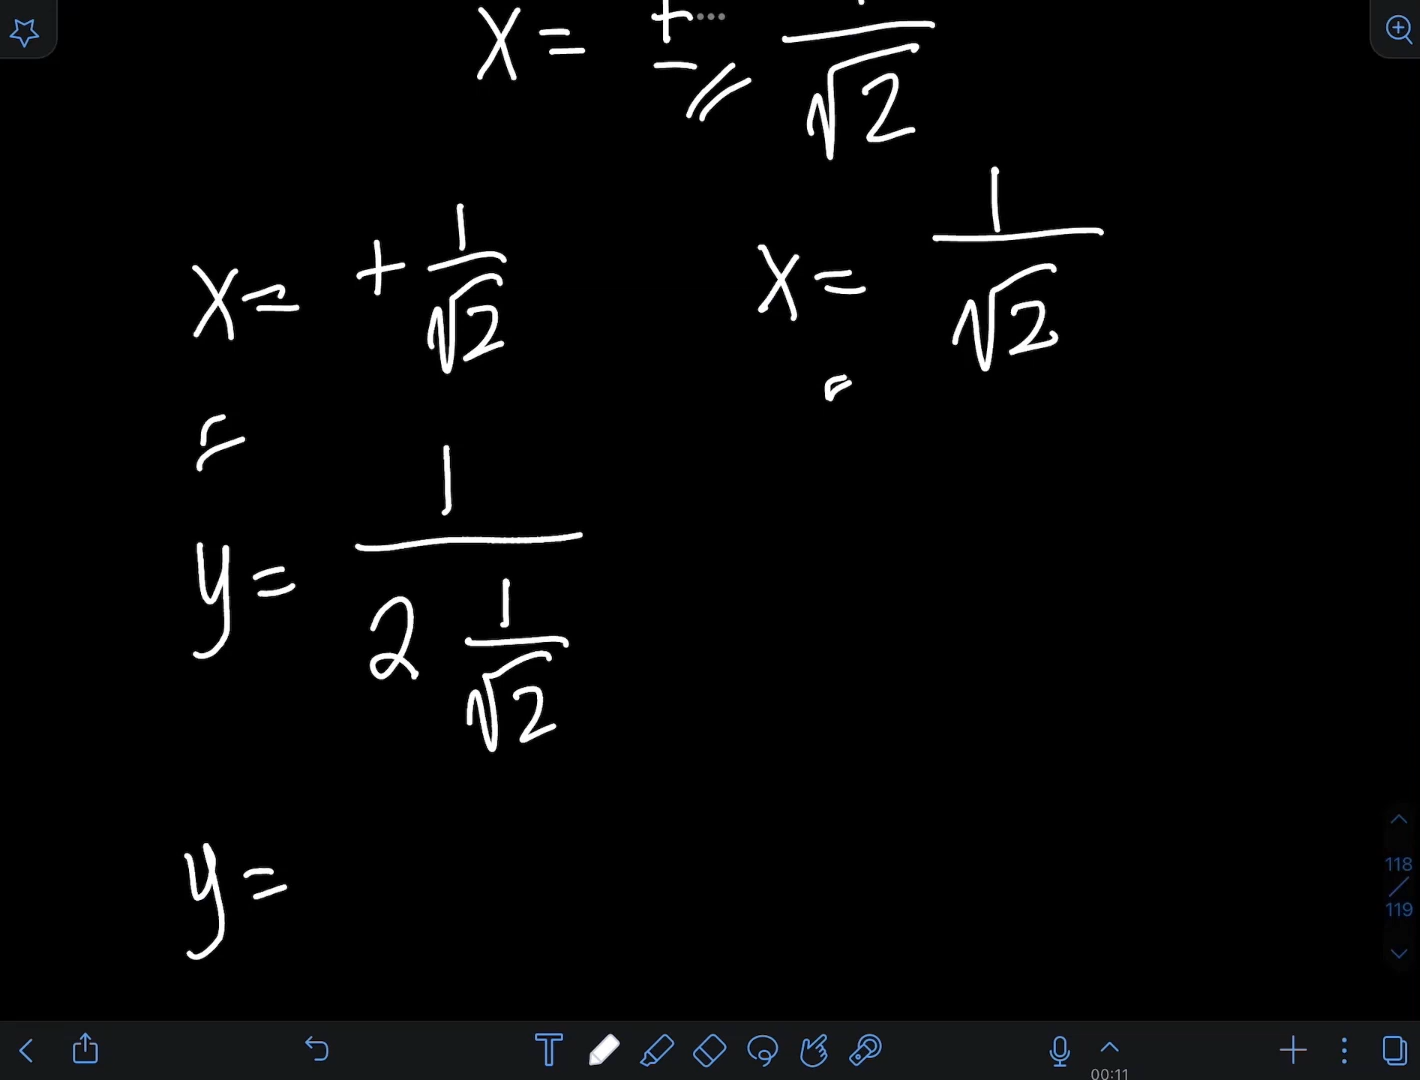 x = ± 1/√2
x = + 1/√2
x = 1/√2
=
=
y = 1/(2 1/√2)
y =
118
/
119
T
00:11